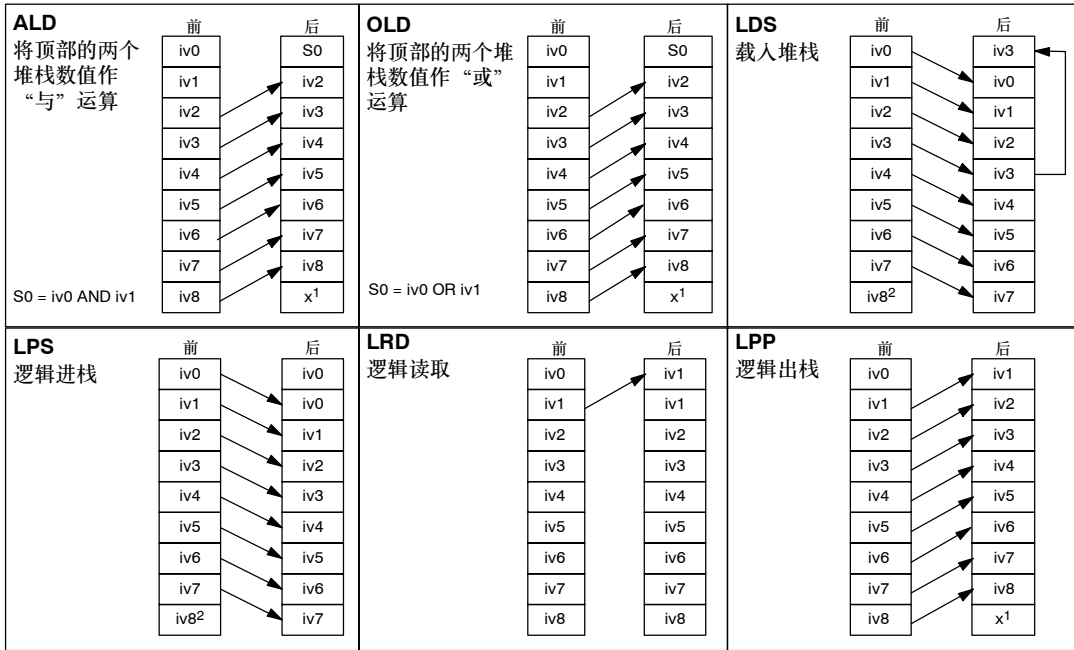 ALD
将顶部的两个
堆栈数值作
“与”运算
前
后
iv0
S0
iv1
iv2
iv2
iv3
iv3
iv4
iv4
iv5
iv5
iv6
iv6
iv7
iv7
iv8
S0 = iv0 AND iv1
iv8
x¹
OLD
将顶部的两个堆
栈数值作“或”
运算
前
后
iv0
S0
iv1
iv2
iv2
iv3
iv3
iv4
iv4
iv5
iv5
iv6
iv6
iv7
iv7
iv8
S0 = iv0 OR iv1
iv8
x¹
LDS
载入堆栈
前
后
iv0
iv3
iv1
iv0
iv2
iv1
iv3
iv2
iv4
iv3
iv5
iv4
iv6
iv5
iv7
iv6
iv8²
iv7
LPS
逻辑进栈
前
后
iv0
iv0
iv1
iv0
iv2
iv1
iv3
iv2
iv4
iv3
iv5
iv4
iv6
iv5
iv7
iv6
iv8²
iv7
LRD
逻辑读取
前
后
iv0
iv1
iv1
iv1
iv2
iv2
iv3
iv3
iv4
iv4
iv5
iv5
iv6
iv6
iv7
iv7
iv8
iv8
LPP
逻辑出栈
前
后
iv0
iv1
iv1
iv2
iv2
iv3
iv3
iv4
iv4
iv5
iv5
iv6
iv6
iv7
iv7
iv8
iv8
x¹